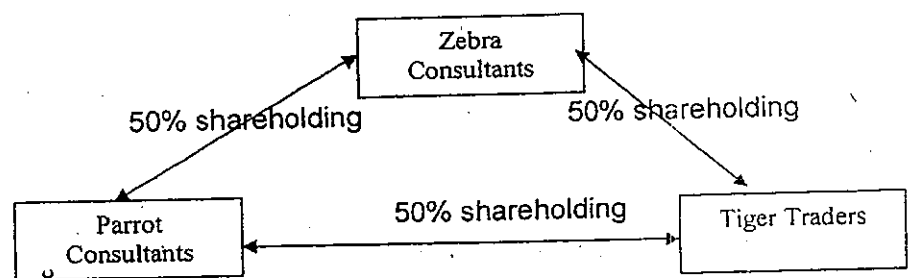 Zebra
Consultants
50% shareholding
50% shareholding
Parrot
Consultants
50% shareholding
Tiger Traders